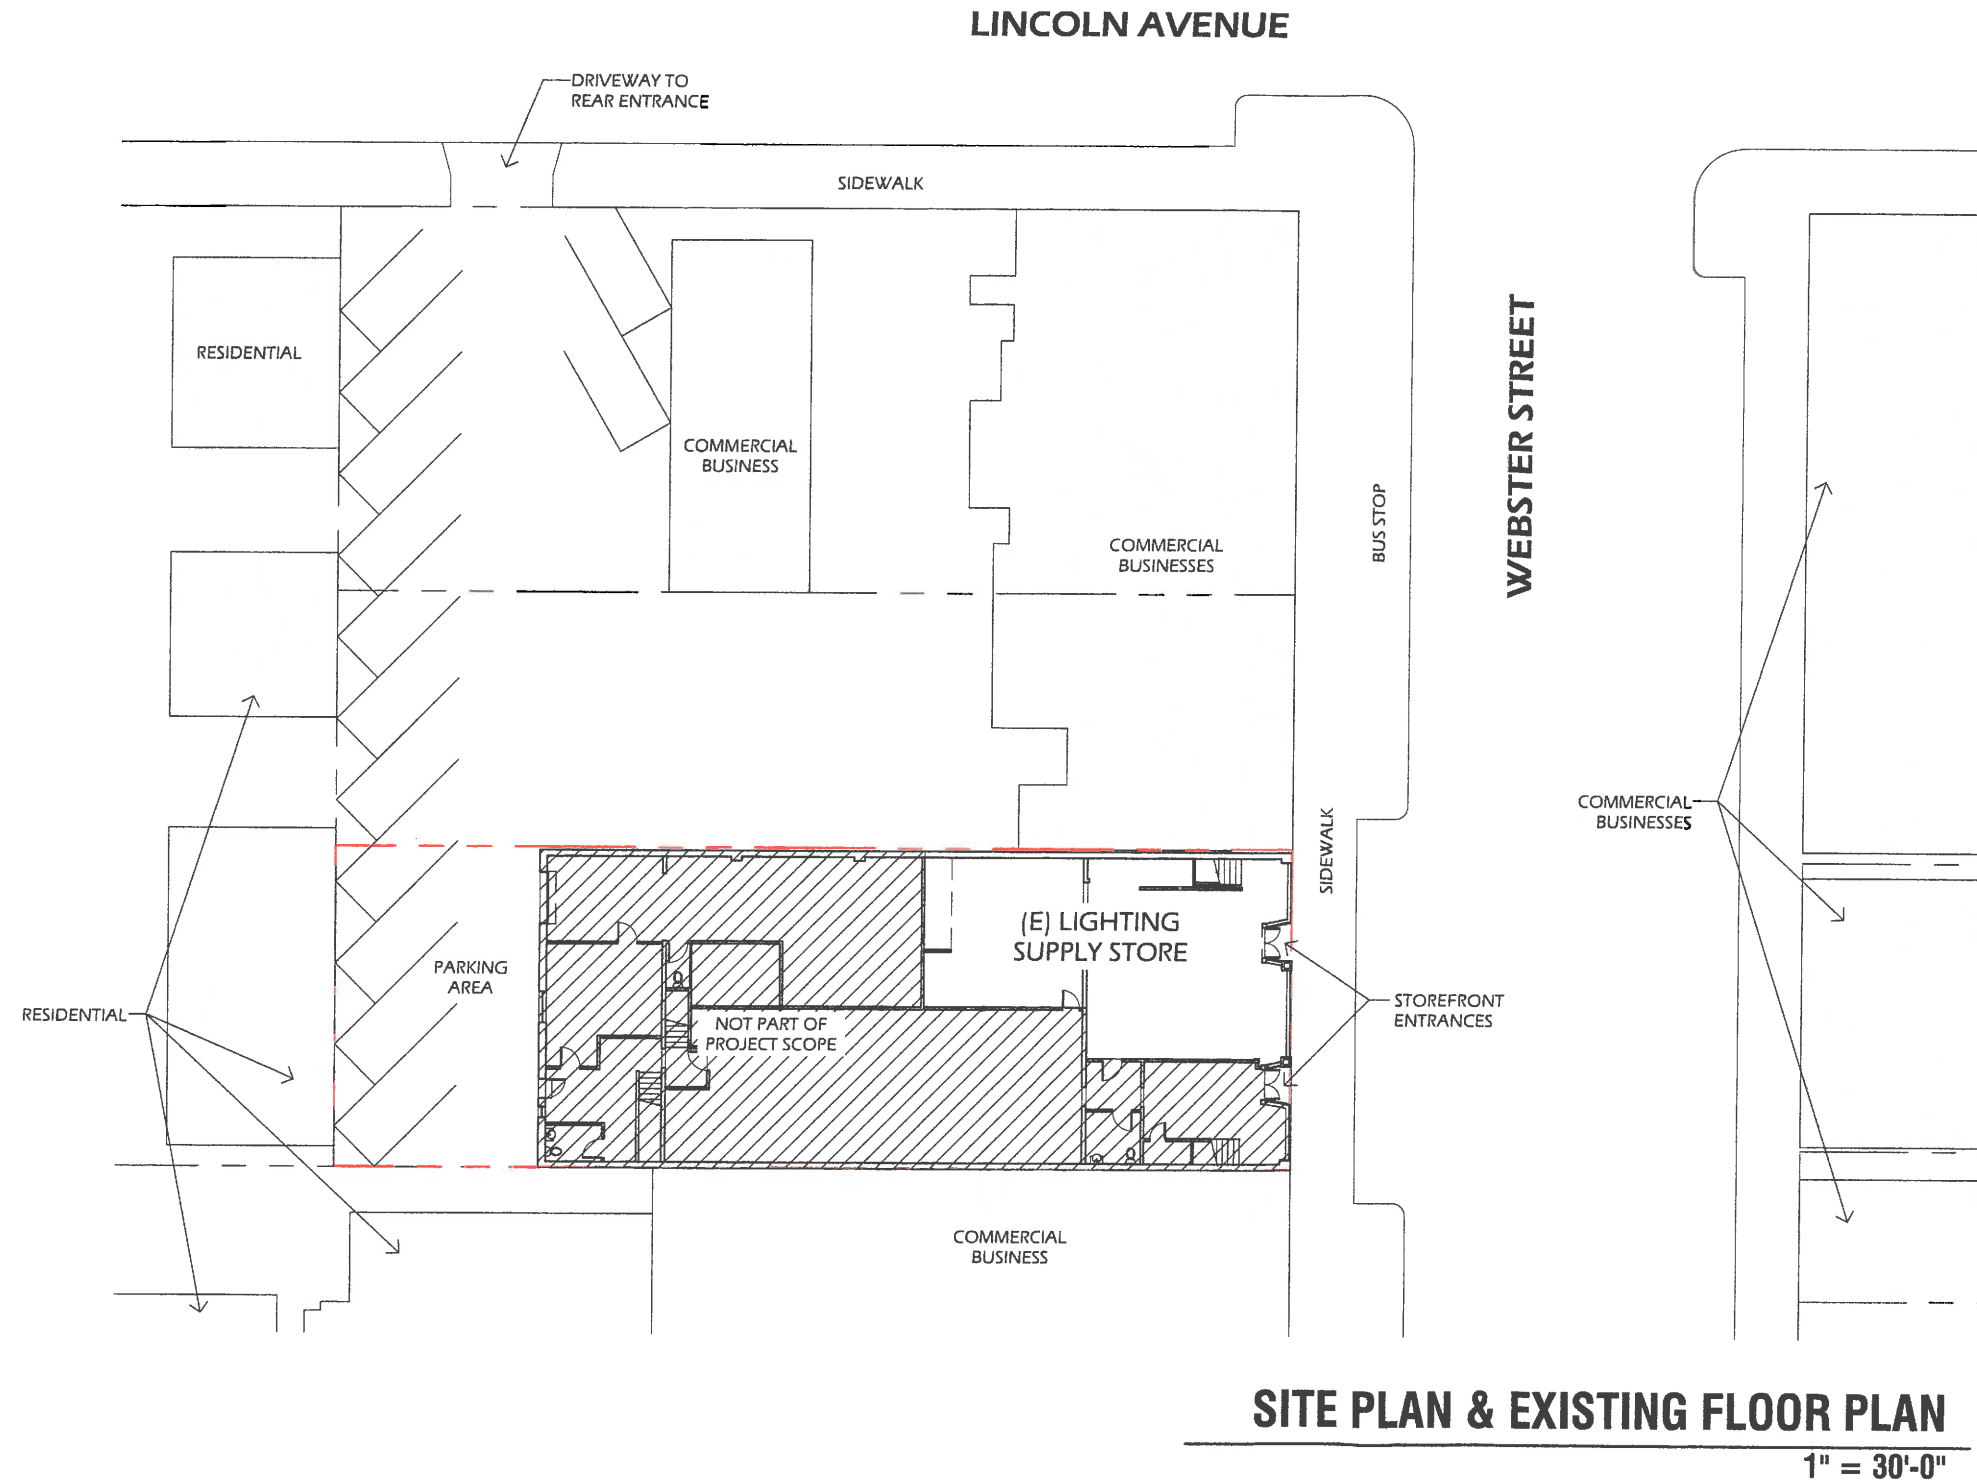 LINCOLN AVENUE
DRIVEWAY TO
REAR ENTRANCE
SIDEWALK
RESIDENTIAL
COMMERCIAL
BUSINESS
COMMERCIAL
BUSINESSES
BUS STOP
WEBSTER STREET
COMMERCIAL
BUSINESSES
SIDEWALK
(E) LIGHTING
SUPPLY STORE
PARKING
AREA
RESIDENTIAL
NOT PART OF
PROJECT SCOPE
STOREFRONT
ENTRANCES
COMMERCIAL
BUSINESS
SITE PLAN & EXISTING FLOOR PLAN
1" = 30'-0"